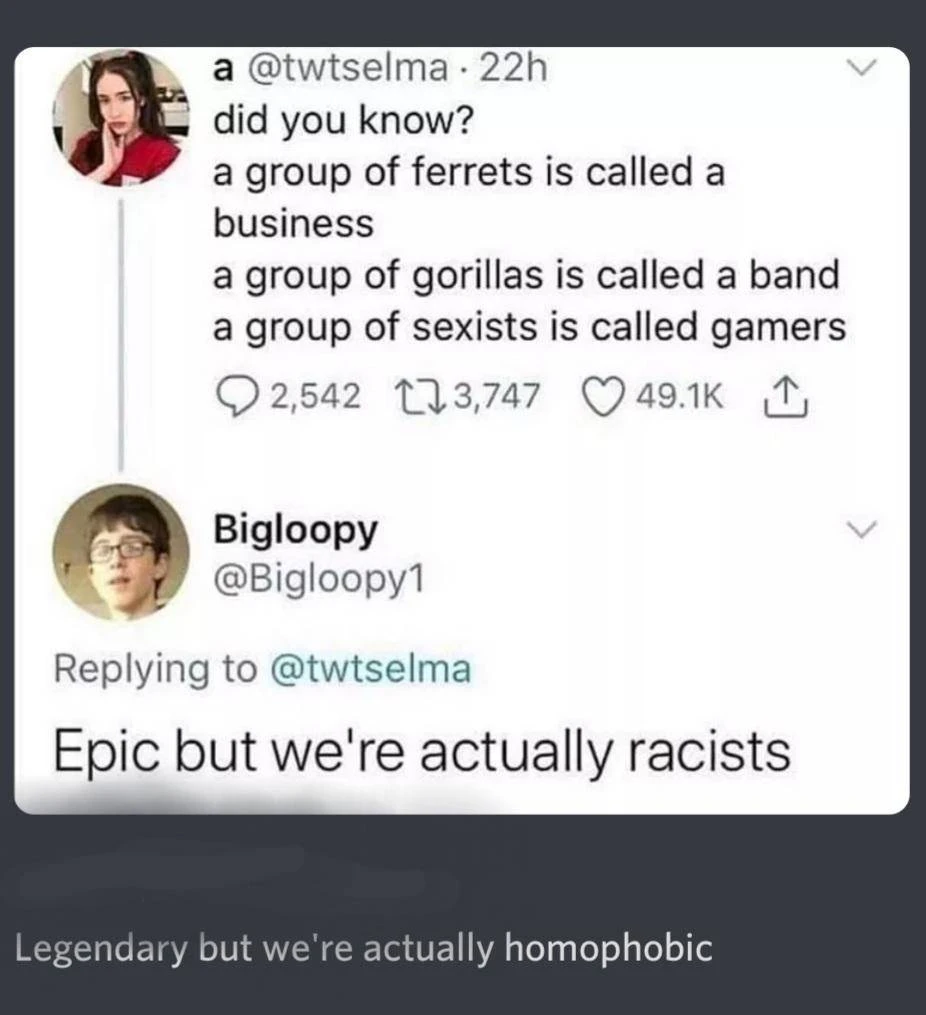 a @twtselma · 22h
did you know?
a group of ferrets is called a
business
a group of gorillas is called a band
a group of sexists is called gamers
2,542 3,747 49.1K
Bigloopy
@Bigloopy1
Replying to @twtselma
Epic but we're actually racists
Legendary but we're actually homophobic